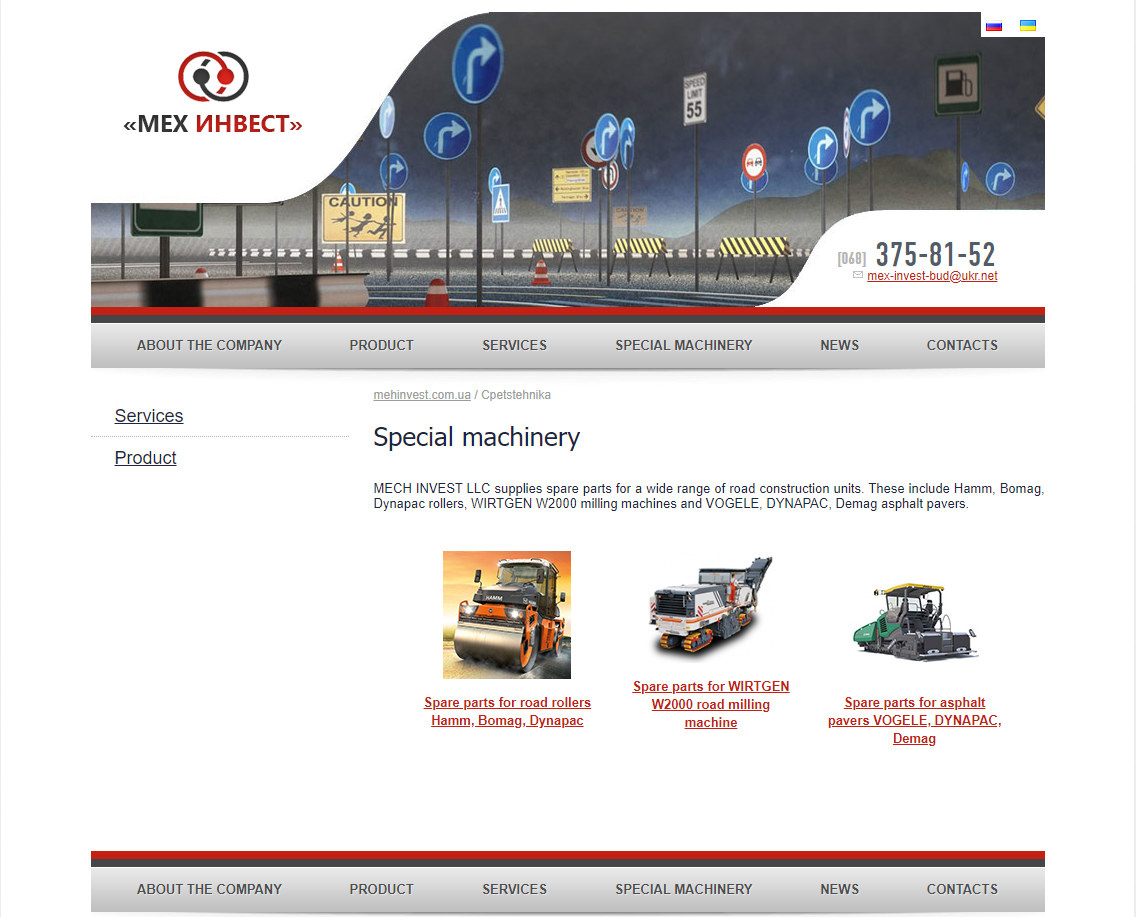 «МЕХ ИНВЕСТ»
SPEED
LIMIT
55
CAUTION
CAUTION
[068] 375-81-52
mex-invest-bud@ukr.net
ABOUT THE COMPANY PRODUCT SERVICES SPECIAL MACHINERY NEWS CONTACTS
mehinvest.com.ua / Cpetstehnika
Services
Product
Special machinery
MECH INVEST LLC supplies spare parts for a wide range of road construction units. These include Hamm, Bomag,
Dynapac rollers, WIRTGEN W2000 milling machines and VOGELE, DYNAPAC, Demag asphalt pavers.
HAMM
Spare parts for road rollers
Hamm, Bomag, Dynapac
Spare parts for WIRTGEN
W2000 road milling
machine
Spare parts for asphalt
pavers VOGELE, DYNAPAC,
Demag
ABOUT THE COMPANY PRODUCT SERVICES SPECIAL MACHINERY NEWS CONTACTS